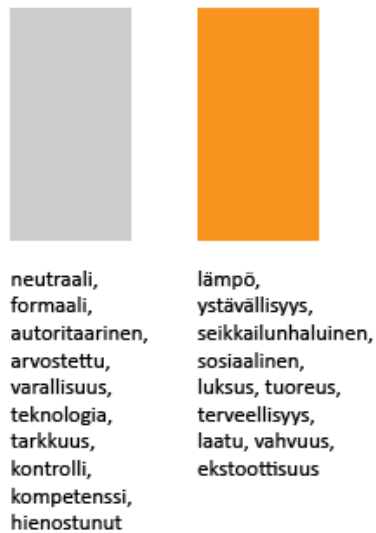 neutraali,
formaali,
autoritaarinen,
arvostettu,
varallisuus,
teknologia,
tarkkuus,
kontrolli,
kompetenssi,
hienostunut
lämpö,
ystävällisyys,
seikkailunhaluinen,
sosiaalinen,
luksus, tuoreus,
terveellisyys,
laatu, vahvuus,
ekstoottisuus